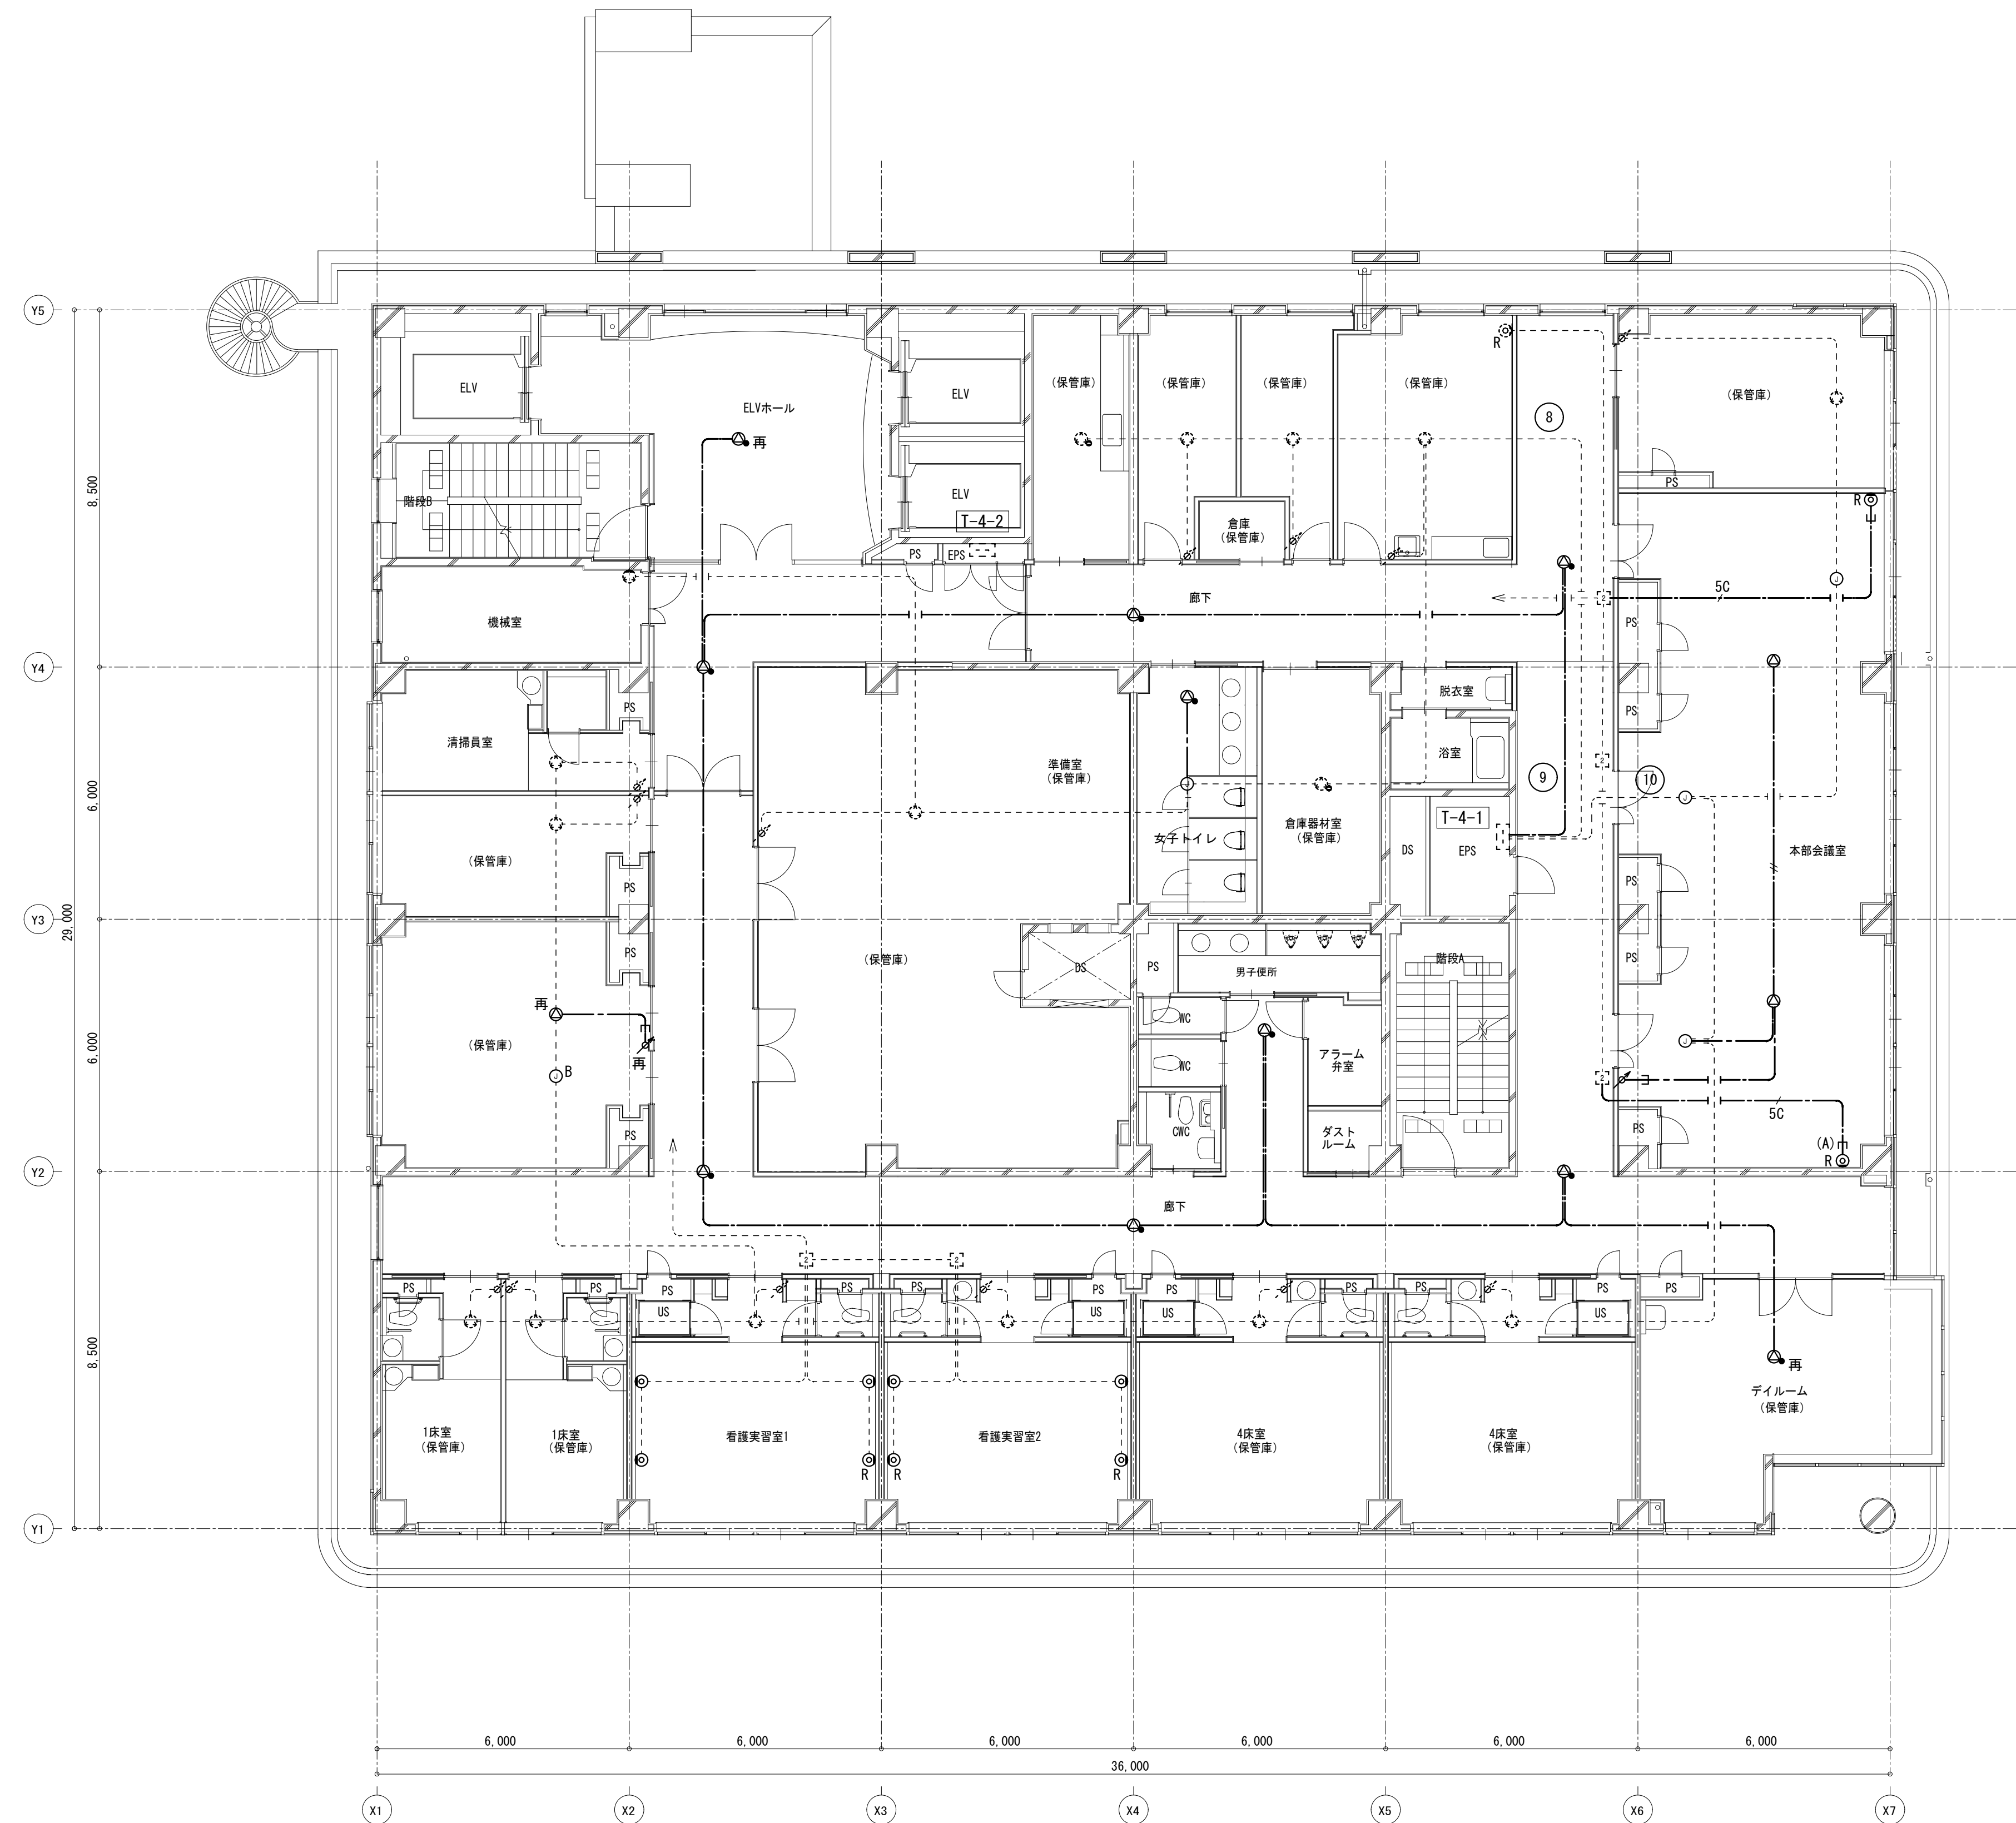 Y5
ELV
ELVホール
ELV
(保管庫)
(保管庫)
(保管庫)
(保管庫)
R
8
(保管庫)
再
8,500
階段B
ELV
T-4-2
倉庫
(保管庫)
PS
R
PS
EPS
機械室
廊下
2
5C
J
PS
Y4
PS
清掃員室
準備室
(保管庫)
脱衣室
浴室
PS
2
9
10
J
6,000
J
女子トイレ
倉庫器材室
(保管庫)
T-4-1
DS
EPS
本部会議室
(保管庫)
PS
PS
Y3
29,000
PS
(保管庫)
DS
PS
男子便所
階段A
PS
再
WC
(保管庫)
再
6,000
WC
アラーム
弁室
J
J
B
2
5C
PS
CWC
ダスト
ルーム
PS
(A)
R
Y2
廊下
2
2
PS
PS
PS
PS
PS
PS
PS
PS
PS
PS
PS
US
US
US
US
8,500
再
デイルーム
(保管庫)
1床室
(保管庫)
1床室
(保管庫)
看護実習室1
看護実習室2
4床室
(保管庫)
4床室
(保管庫)
R
R
Y1
6,000
6,000
6,000
6,000
6,000
6,000
36,000
X1
X2
X3
X4
X5
X6
X7